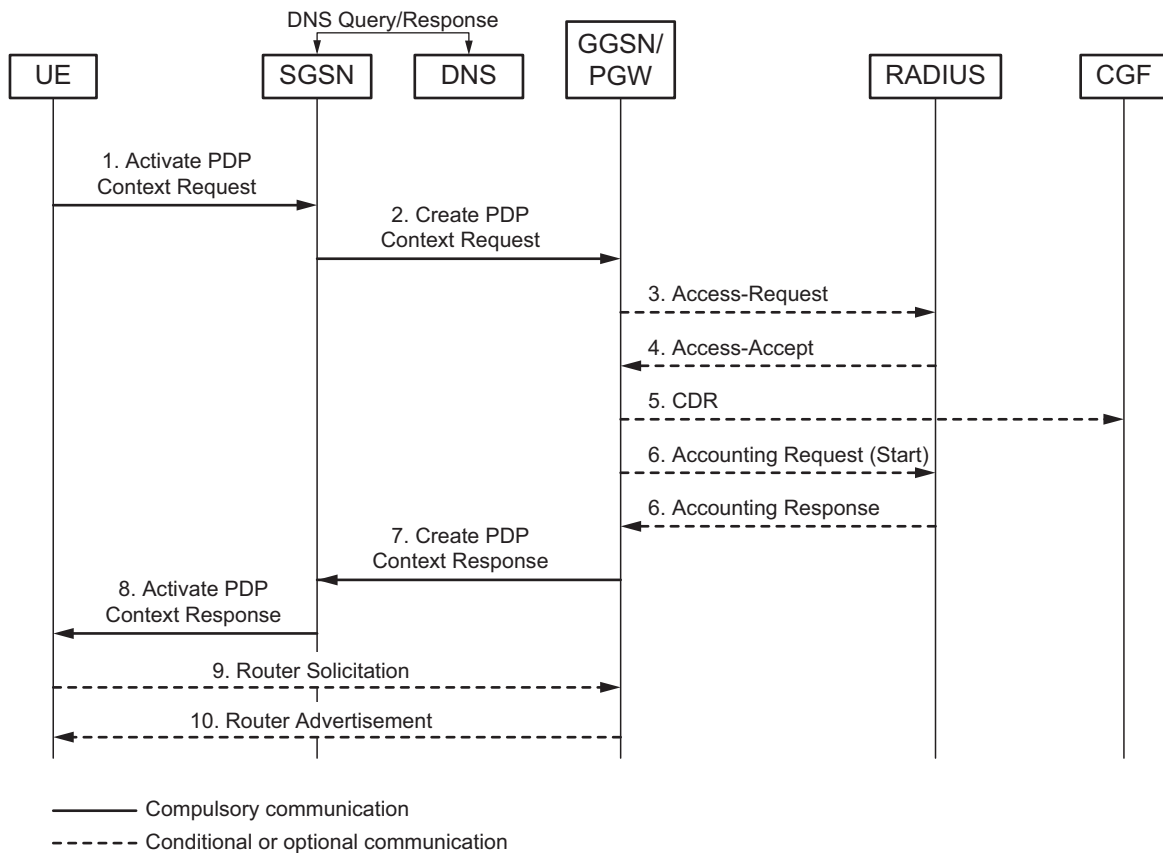 DNS Query/Response
UE
SGSN
DNS
GGSN/
PGW
RADIUS
CGF
1. Activate PDP
Context Request
2. Create PDP
Context Request
3. Access-Request
4. Access-Accept
5. CDR
6. Accounting Request (Start)
6. Accounting Response
7. Create PDP
Context Response
8. Activate PDP
Context Response
9. Router Solicitation
10. Router Advertisement
Compulsory communication
Conditional or optional communication